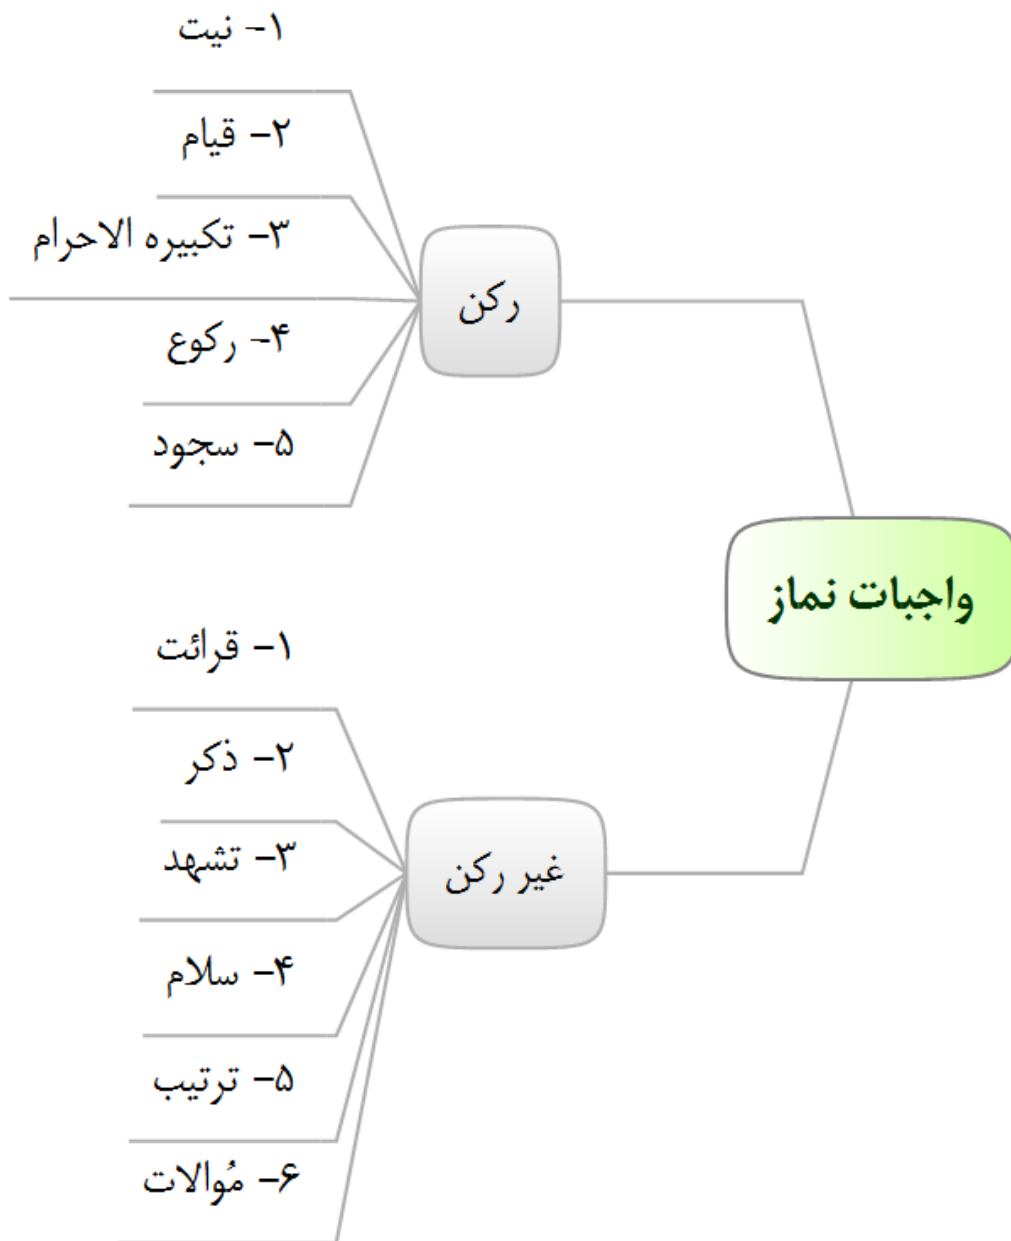 واجبات نماز
رکن
۱- نیت
۲- قیام
۳- تکبیره الاحرام
۴- رکوع
۵- سجود
غیر رکن
۱- قرائت
۲- ذکر
۳- تشهد
۴- سلام
۵- ترتیب
۶- مُوالات